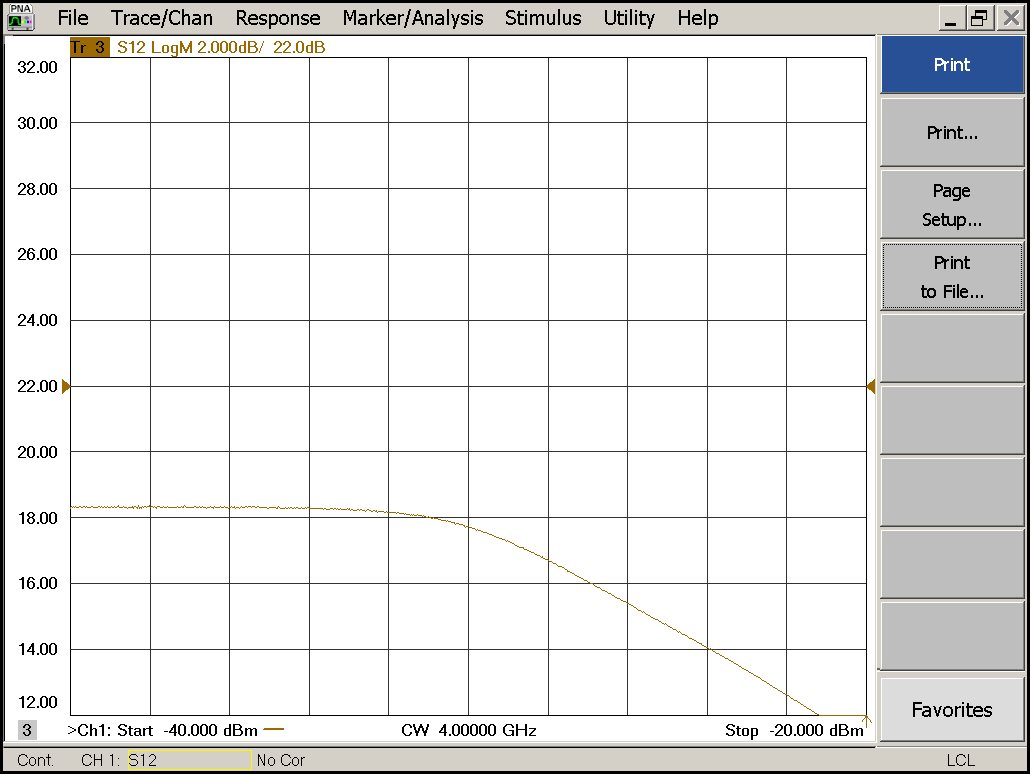 PNA
File Trace/Chan Response Marker/Analysis Stimulus Utility Help
Tr 3 S12 LogM 2.000dB/ 22.0dB
32.00
30.00
28.00
26.00
24.00
22.00
20.00
18.00
16.00
14.00
12.00
3 >Ch1: Start -40.000 dBm CW 4.00000 GHz Stop -20.000 dBm
Print
Print...
Page
Setup...
Print
to File...
Favorites
Cont. CH 1: S12 No Cor LCL